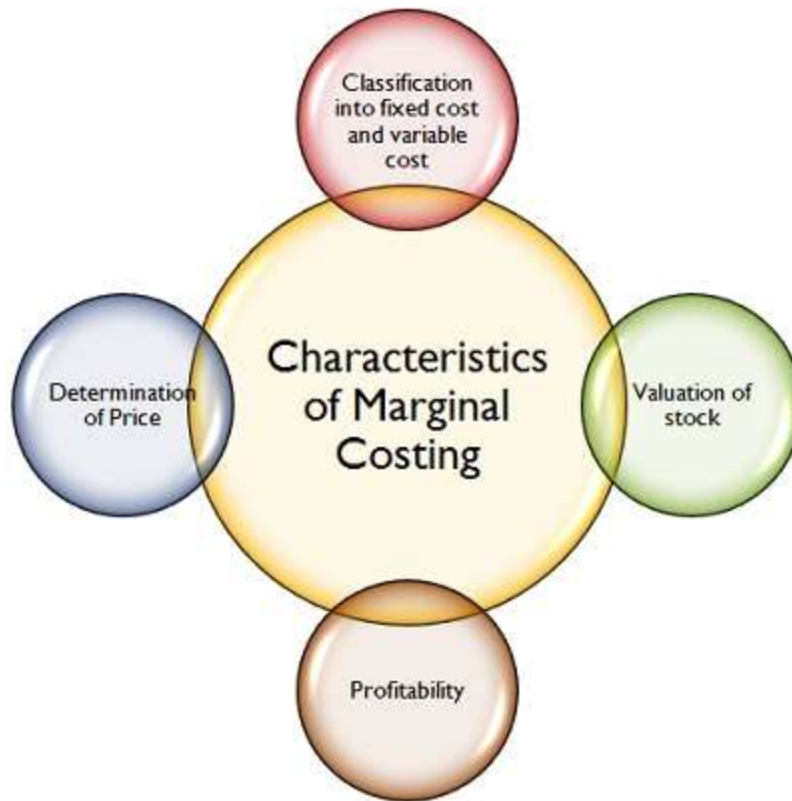 Classification
into fixed cost
and variable
cost
Characteristics
of Marginal
Costing
Determination
of Price
Valuation of
stock
Profitability